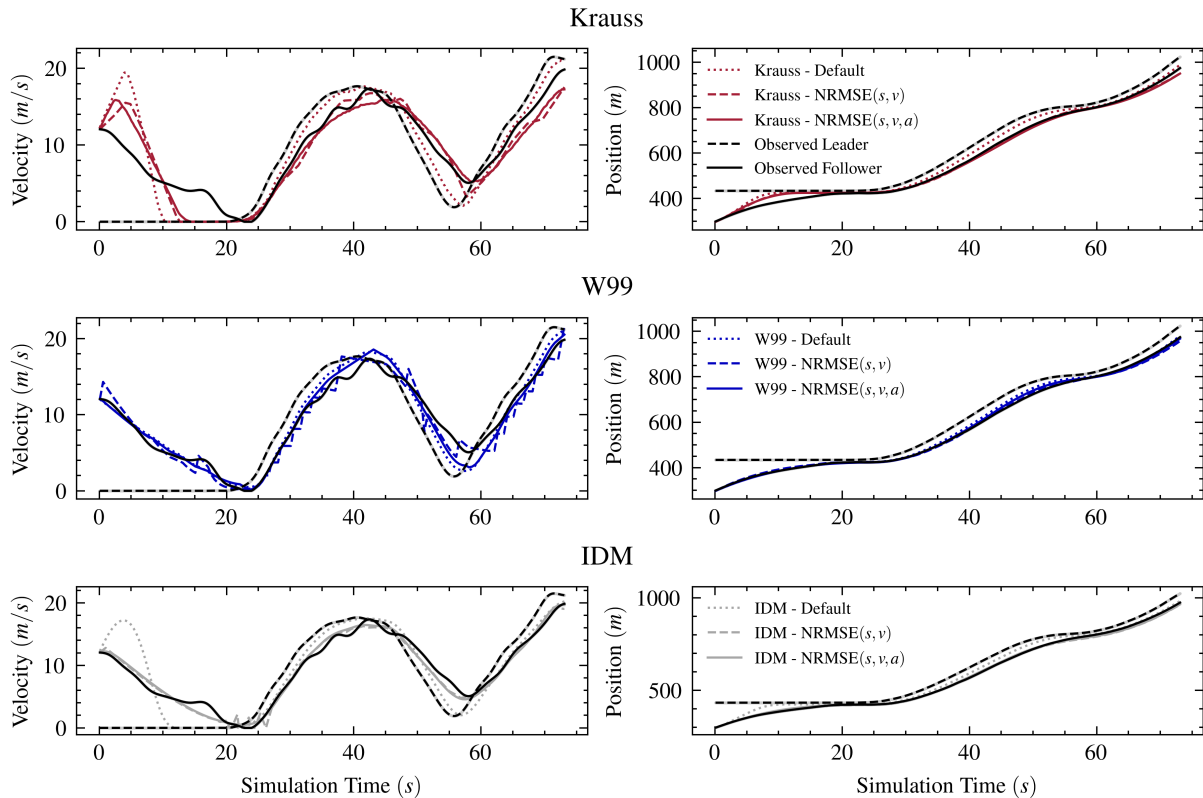 Krauss
Velocity (m/s)
20
10
0
0
20
40
60
Position (m)
1000
800
600
400
0
20
40
60
Krauss - Default
Krauss - NRMSE(s, v)
Krauss - NRMSE(s, v, a)
Observed Leader
Observed Follower
W99
Velocity (m/s)
20
10
0
0
20
40
60
Position (m)
1000
800
600
400
0
20
40
60
W99 - Default
W99 - NRMSE(s, v)
W99 - NRMSE(s, v, a)
IDM
Velocity (m/s)
20
10
0
0
20
40
60
Simulation Time (s)
Position (m)
1000
500
0
20
40
60
Simulation Time (s)
IDM - Default
IDM - NRMSE(s, v)
IDM - NRMSE(s, v, a)